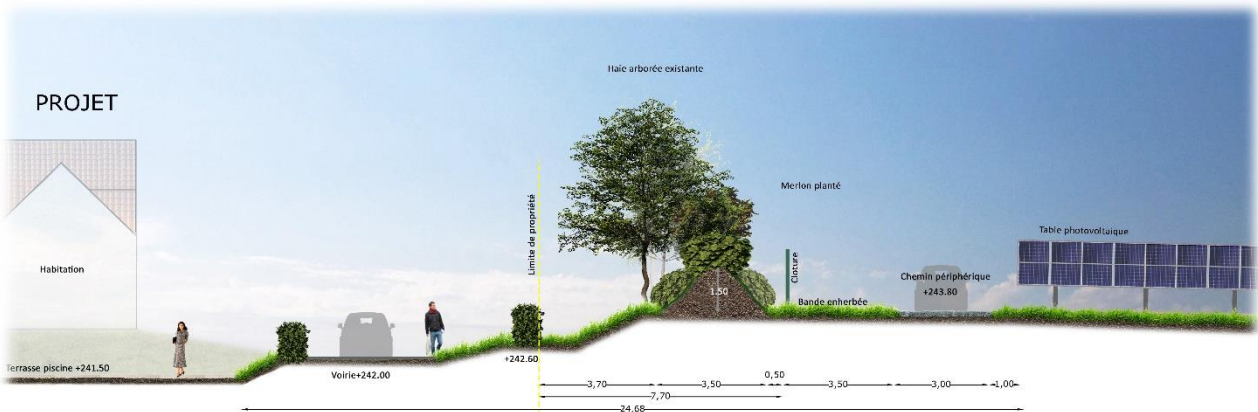 Haie arborée existante
PROJET
Merlon planté
Limite de propriété
Table photovoltaique
Habitation
Cloture
Chemin périphérique
+243.80
1.50
Bande enherbée
Terrasse piscine +241.50
Voirie+242.00
+242.60
0,50
3,70
3,50
3,50
3,00
1,00
7,70
24,68